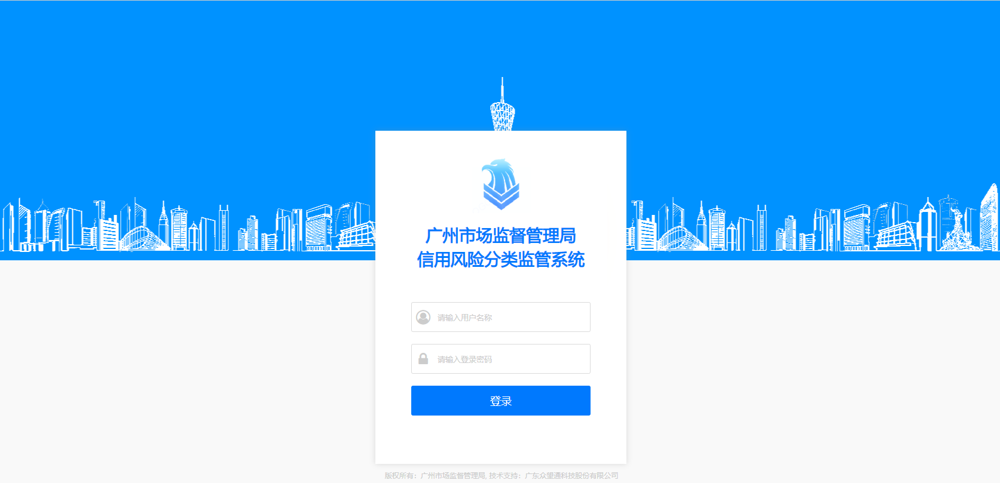 广州市场监督管理局
信用风险分类监管系统
请输入用户名称
请输入登录密码
登录
版权所有：广州市场监督管理局, 技术支持：广东众望通科技股份有限公司